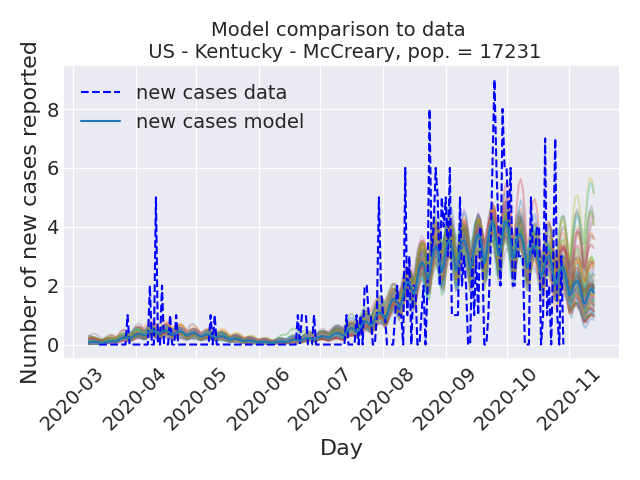 Model comparison to data
US - Kentucky - McCreary, pop. = 17231
Number of new cases reported
8
6
4
2
0
new cases data
new cases model
2020-03
2020-04
2020-05
2020-06
2020-07
2020-08
2020-09
2020-10
2020-11
Day